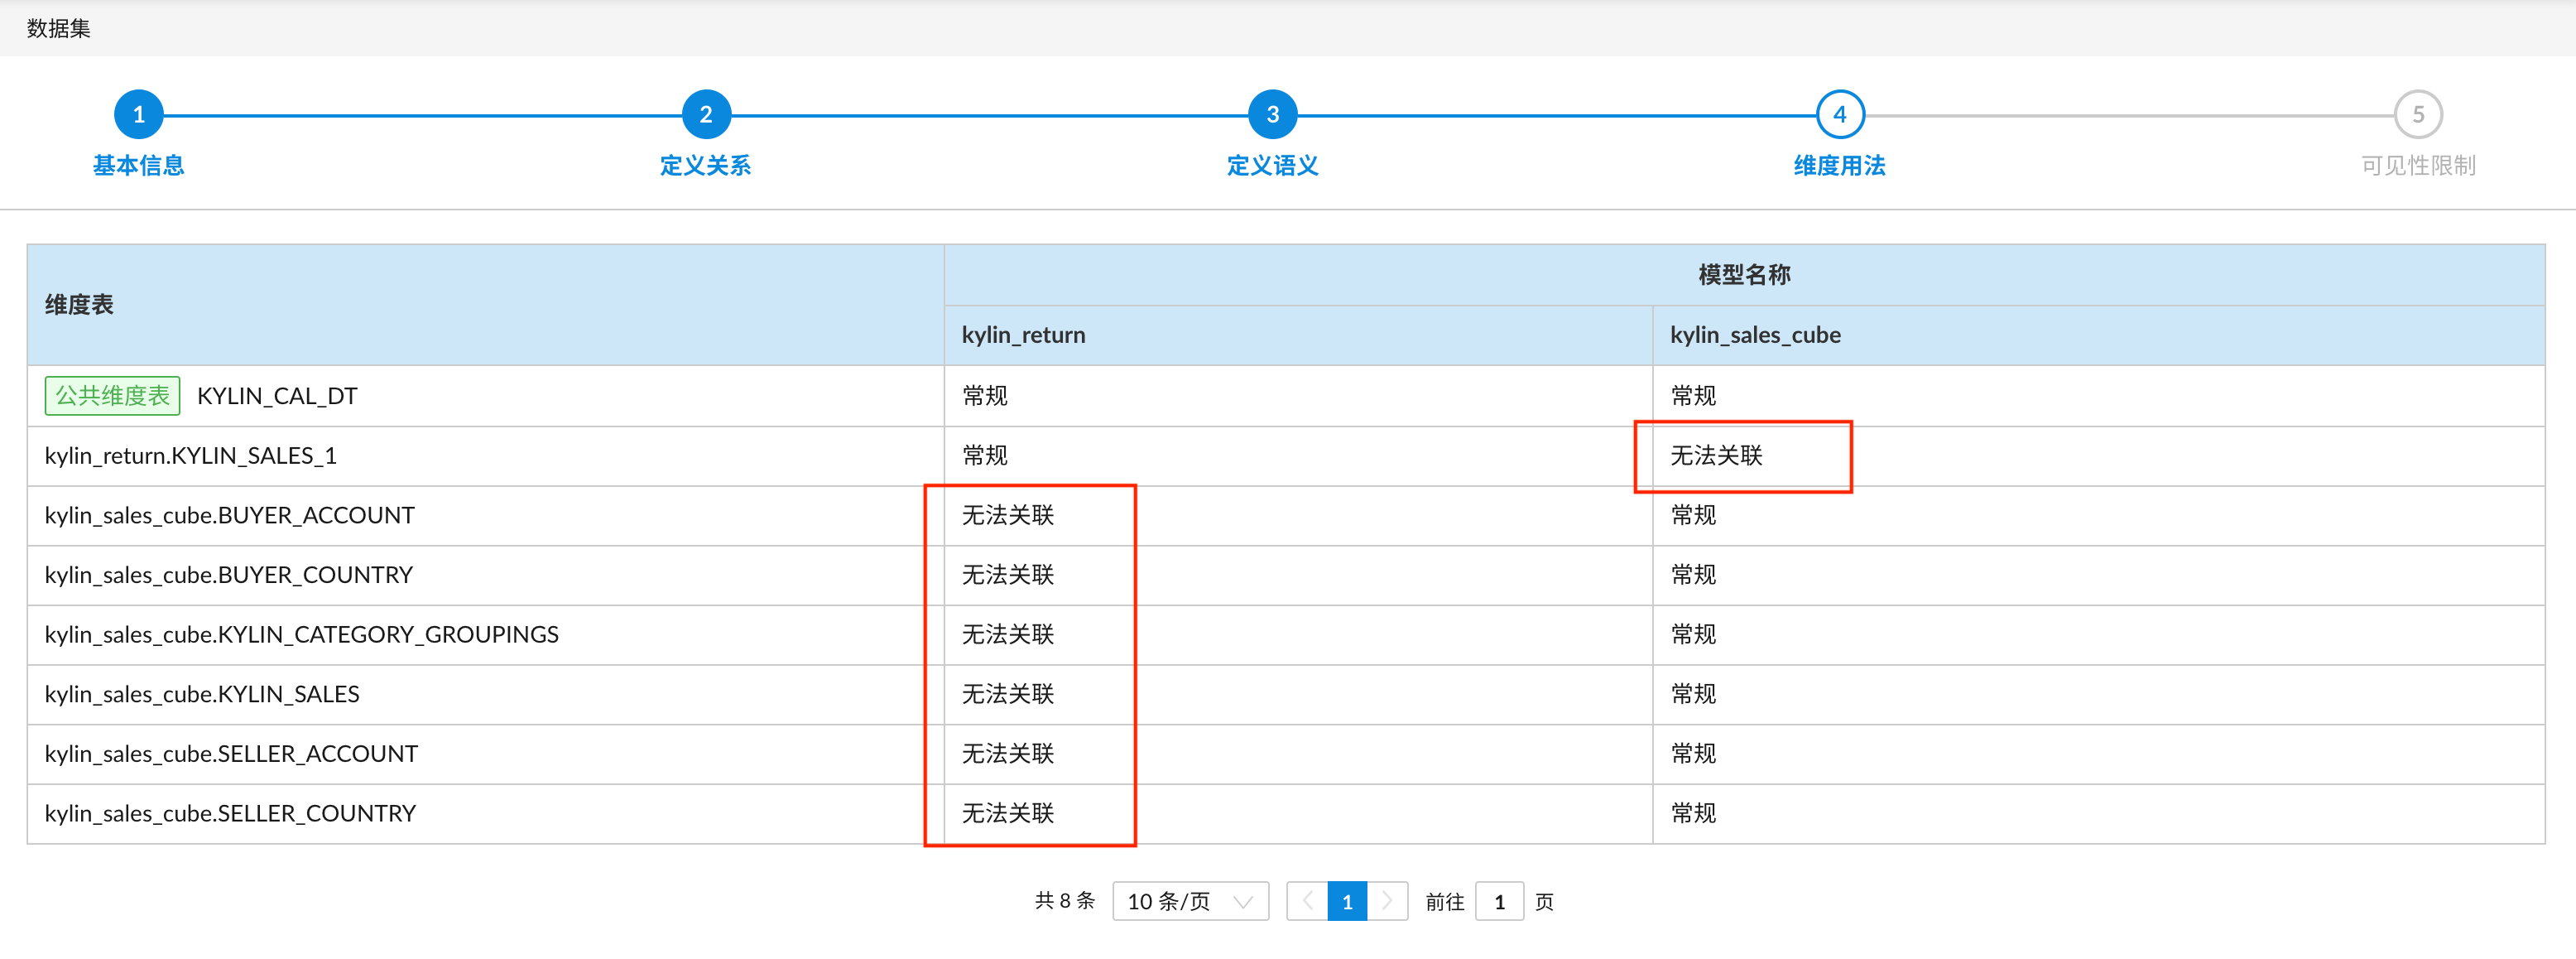 数据集
1 2 3 4 5
基本信息 定义关系 定义语义 维度用法 可见性限制
维度表 模型名称
kylin_return kylin_sales_cube
公共维度表 KYLIN_CAL_DT 常规 常规
kylin_return.KYLIN_SALES_1 常规 无法关联
kylin_sales_cube.BUYER_ACCOUNT 无法关联 常规
kylin_sales_cube.BUYER_COUNTRY 无法关联 常规
kylin_sales_cube.KYLIN_CATEGORY_GROUPINGS 无法关联 常规
kylin_sales_cube.KYLIN_SALES 无法关联 常规
kylin_sales_cube.SELLER_ACCOUNT 无法关联 常规
kylin_sales_cube.SELLER_COUNTRY 无法关联 常规
共 8 条 10 条/页 1 前往 1 页